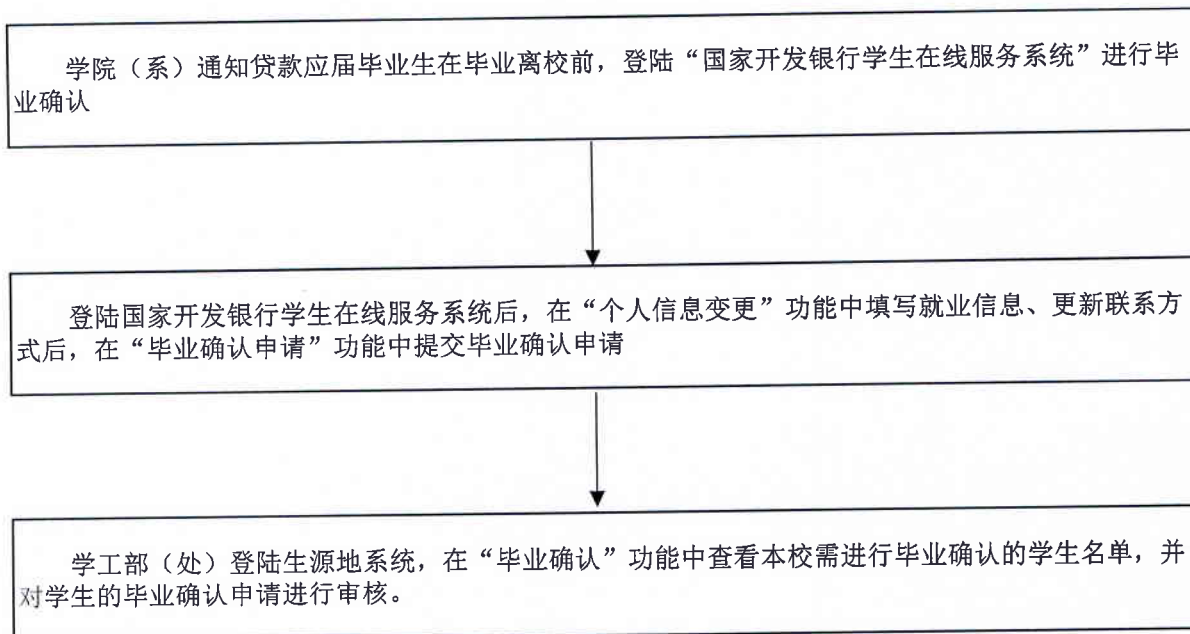 学院（系）通知贷款应届毕业生在毕业离校前，登陆“国家开发银行学生在线服务系统”进行毕
业确认
登陆国家开发银行学生在线服务系统后，在“个人信息变更”功能中填写就业信息、更新联系方
式后，在“毕业确认申请”功能中提交毕业确认申请
学工部（处）登陆生源地系统，在“毕业确认”功能中查看本校需进行毕业确认的学生名单，并
对学生的毕业确认申请进行审核。